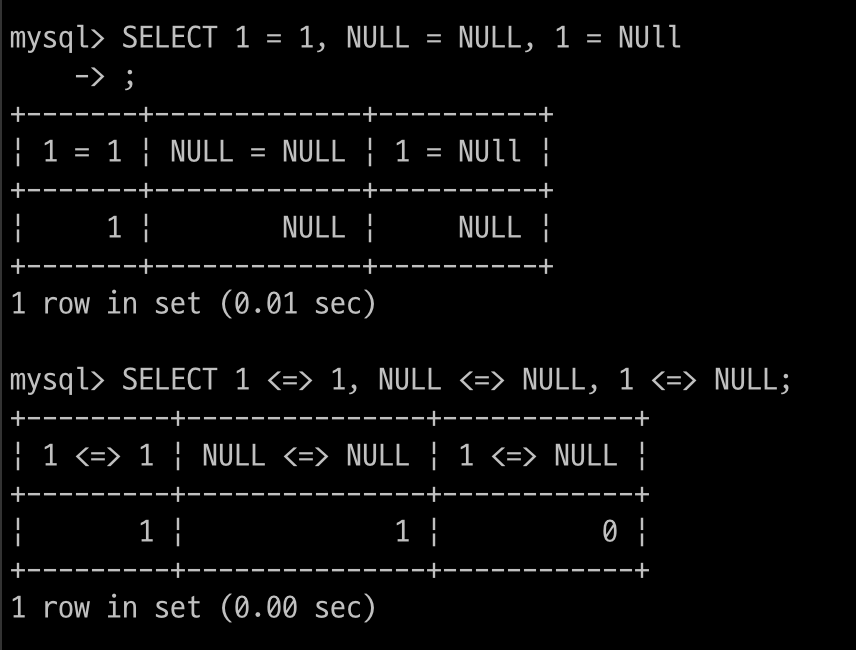 mysql> SELECT 1 = 1, NULL = NULL, 1 = NUll
    -> ;
+-------+-------------+----------+
| 1 = 1 | NULL = NULL | 1 = NUll |
+-------+-------------+----------+
|     1 |        NULL |     NULL |
+-------+-------------+----------+
1 row in set (0.01 sec)

mysql> SELECT 1 <=> 1, NULL <=> NULL, 1 <=> NULL;
+---------+---------------+------------+
| 1 <=> 1 | NULL <=> NULL | 1 <=> NULL |
+---------+---------------+------------+
|       1 |             1 |          0 |
+---------+---------------+------------+
1 row in set (0.00 sec)